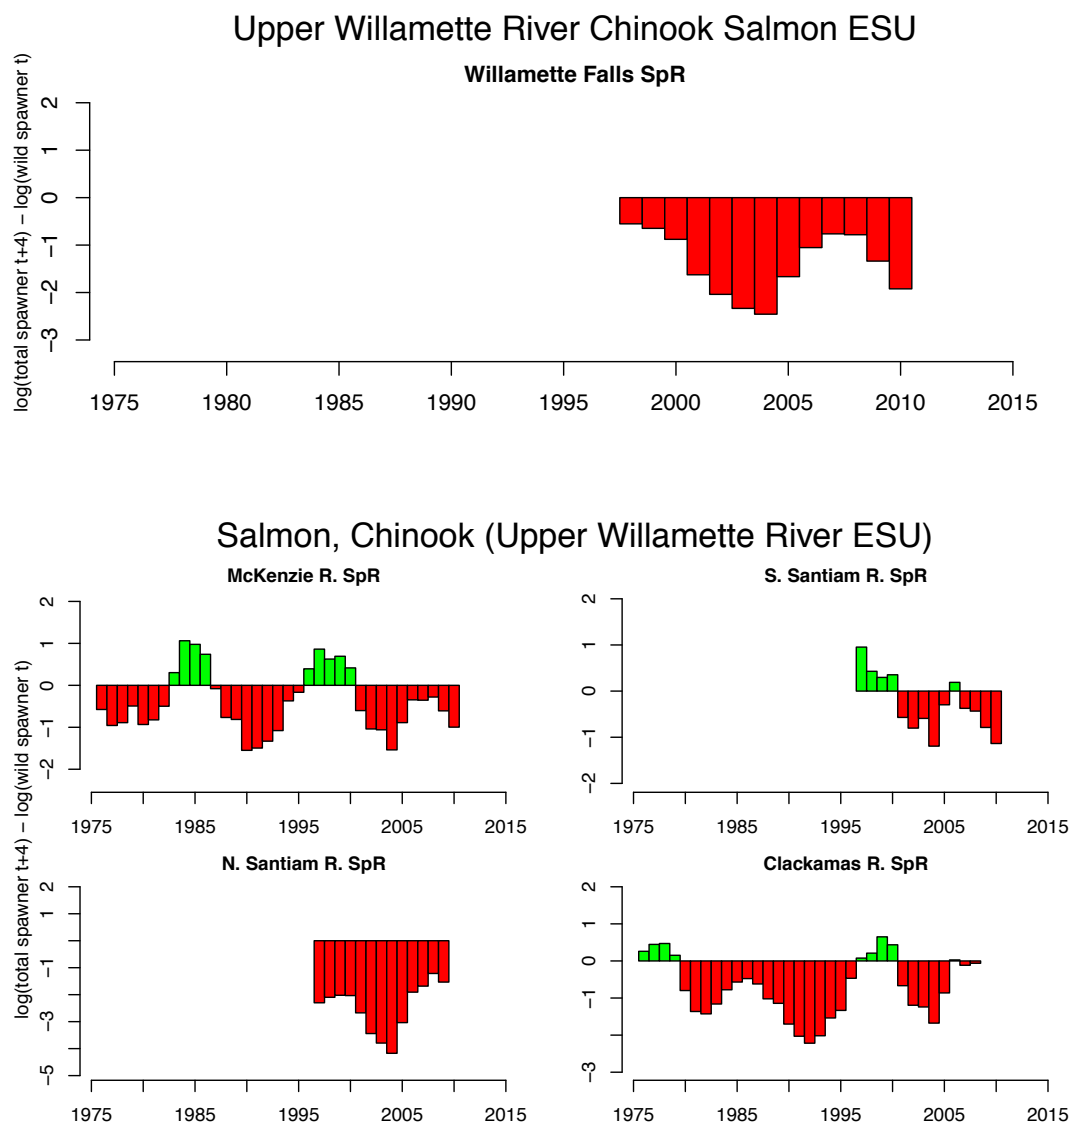 Upper Willamette River Chinook Salmon ESU
Willamette Falls SpR
log(total spawner t+4) − log(wild spawner t)
2
1
0
−1
−2
−3
1975 1980 1985 1990 1995 2000 2005 2010 2015
Salmon, Chinook (Upper Willamette River ESU)
log(total spawner t+4) − log(wild spawner t)
McKenzie R. SpR
2
1
0
−1
−2
1975 1985 1995 2005 2015
S. Santiam R. SpR
2
1
0
−1
−2
1975 1985 1995 2005 2015
N. Santiam R. SpR
2
1
−1
−3
−5
1975 1985 1995 2005 2015
Clackamas R. SpR
2
1
0
−1
−3
1975 1985 1995 2005 2015